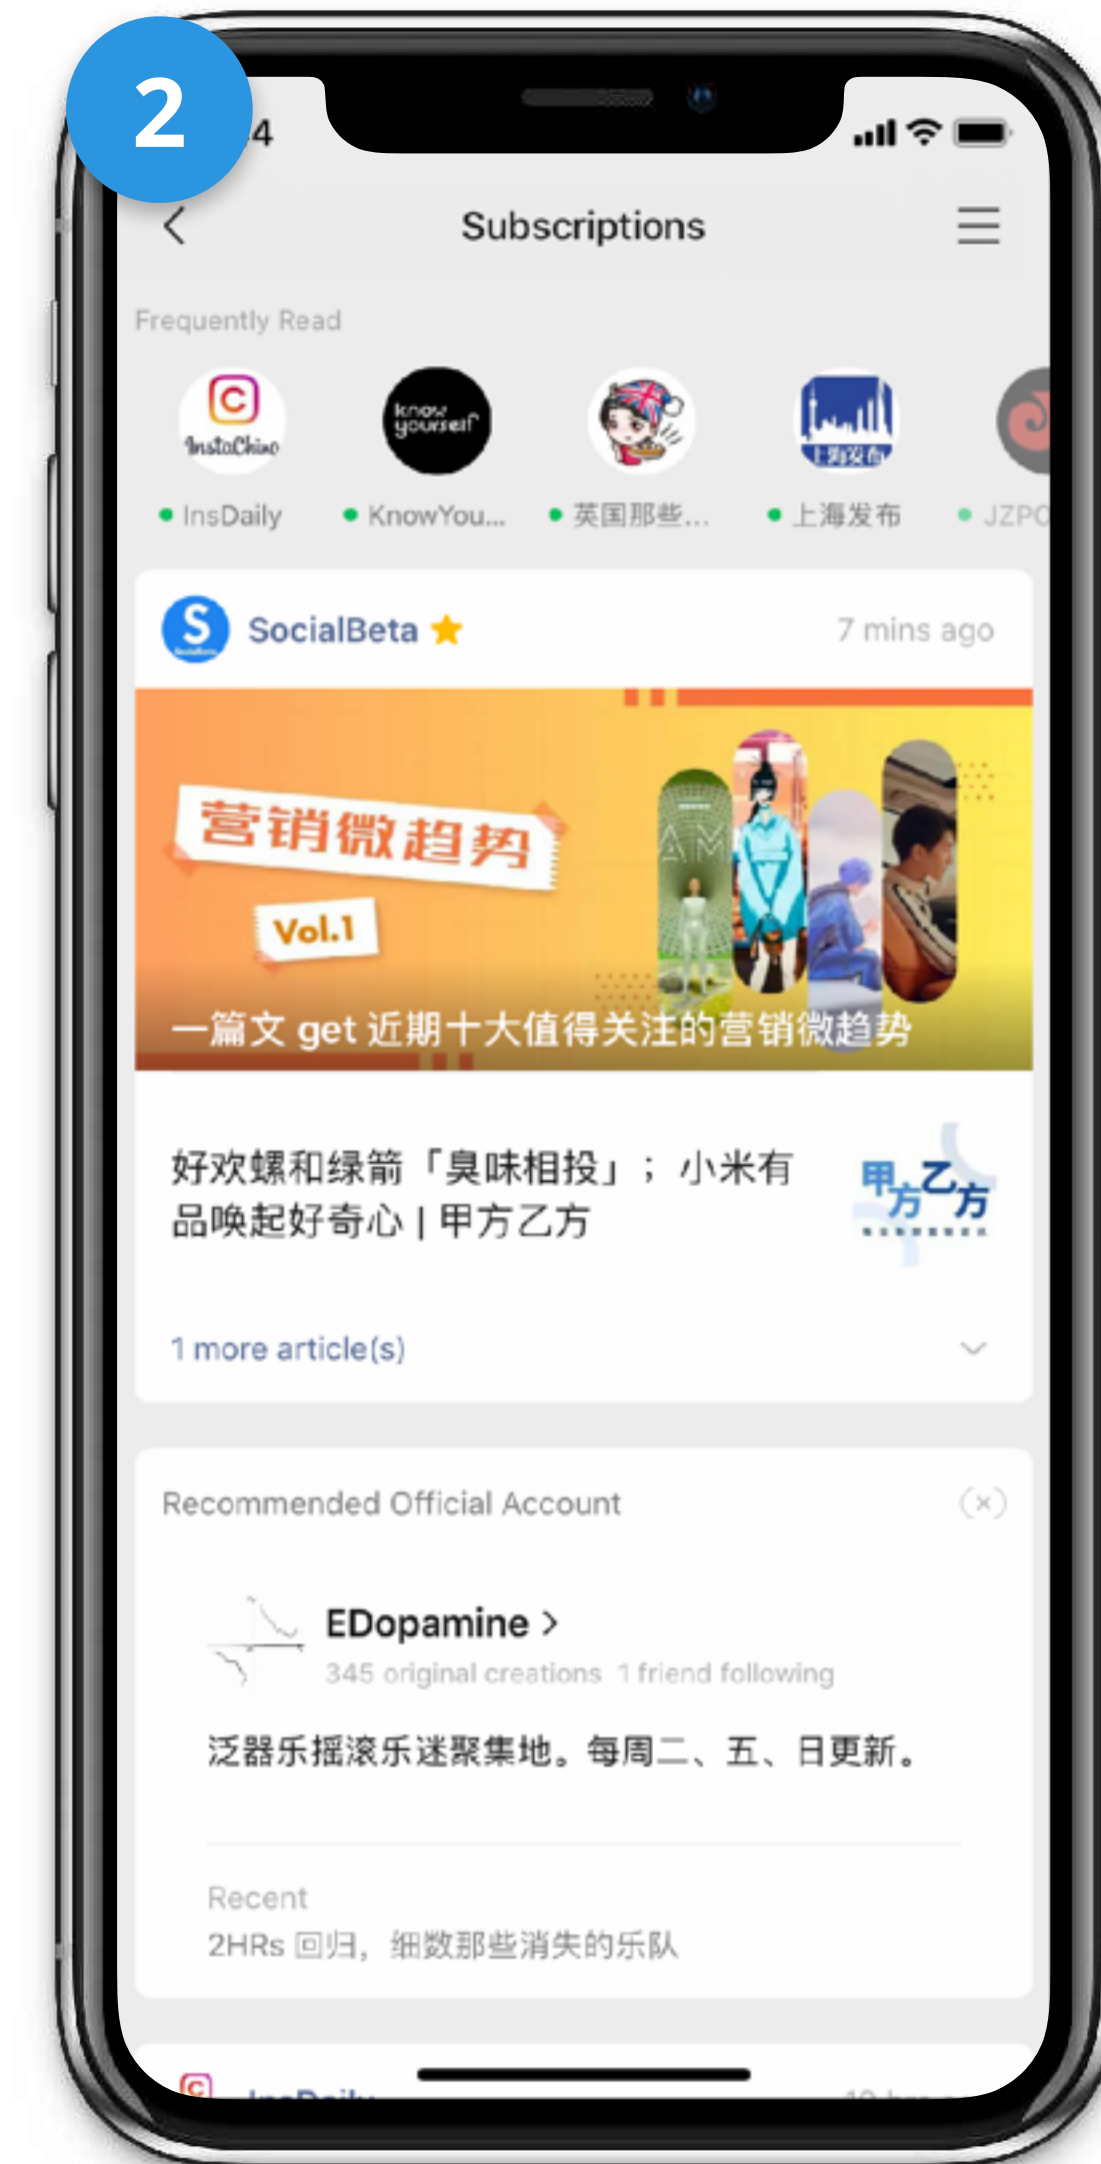 2
4
Subscriptions
Frequently Read
InstaChina
know
yourself
上海发布
InsDaily
KnowYou...
英国那些...
上海发布
JZPO
S
SocialBeta
7 mins ago
营销微趋势
Vol.1
一篇文 get 近期十大值得关注的营销微趋势
好欢螺和绿箭「臭味相投」；小米有
品唤起好奇心 | 甲方乙方
甲方乙方
1 more article(s)
Recommended Official Account
EDopamine >
345 original creations 1 friend following
泛器乐摇滚乐迷聚集地。每周二、五、日更新。
Recent
2HRs 回归，细数那些消失的乐队
InsDaily